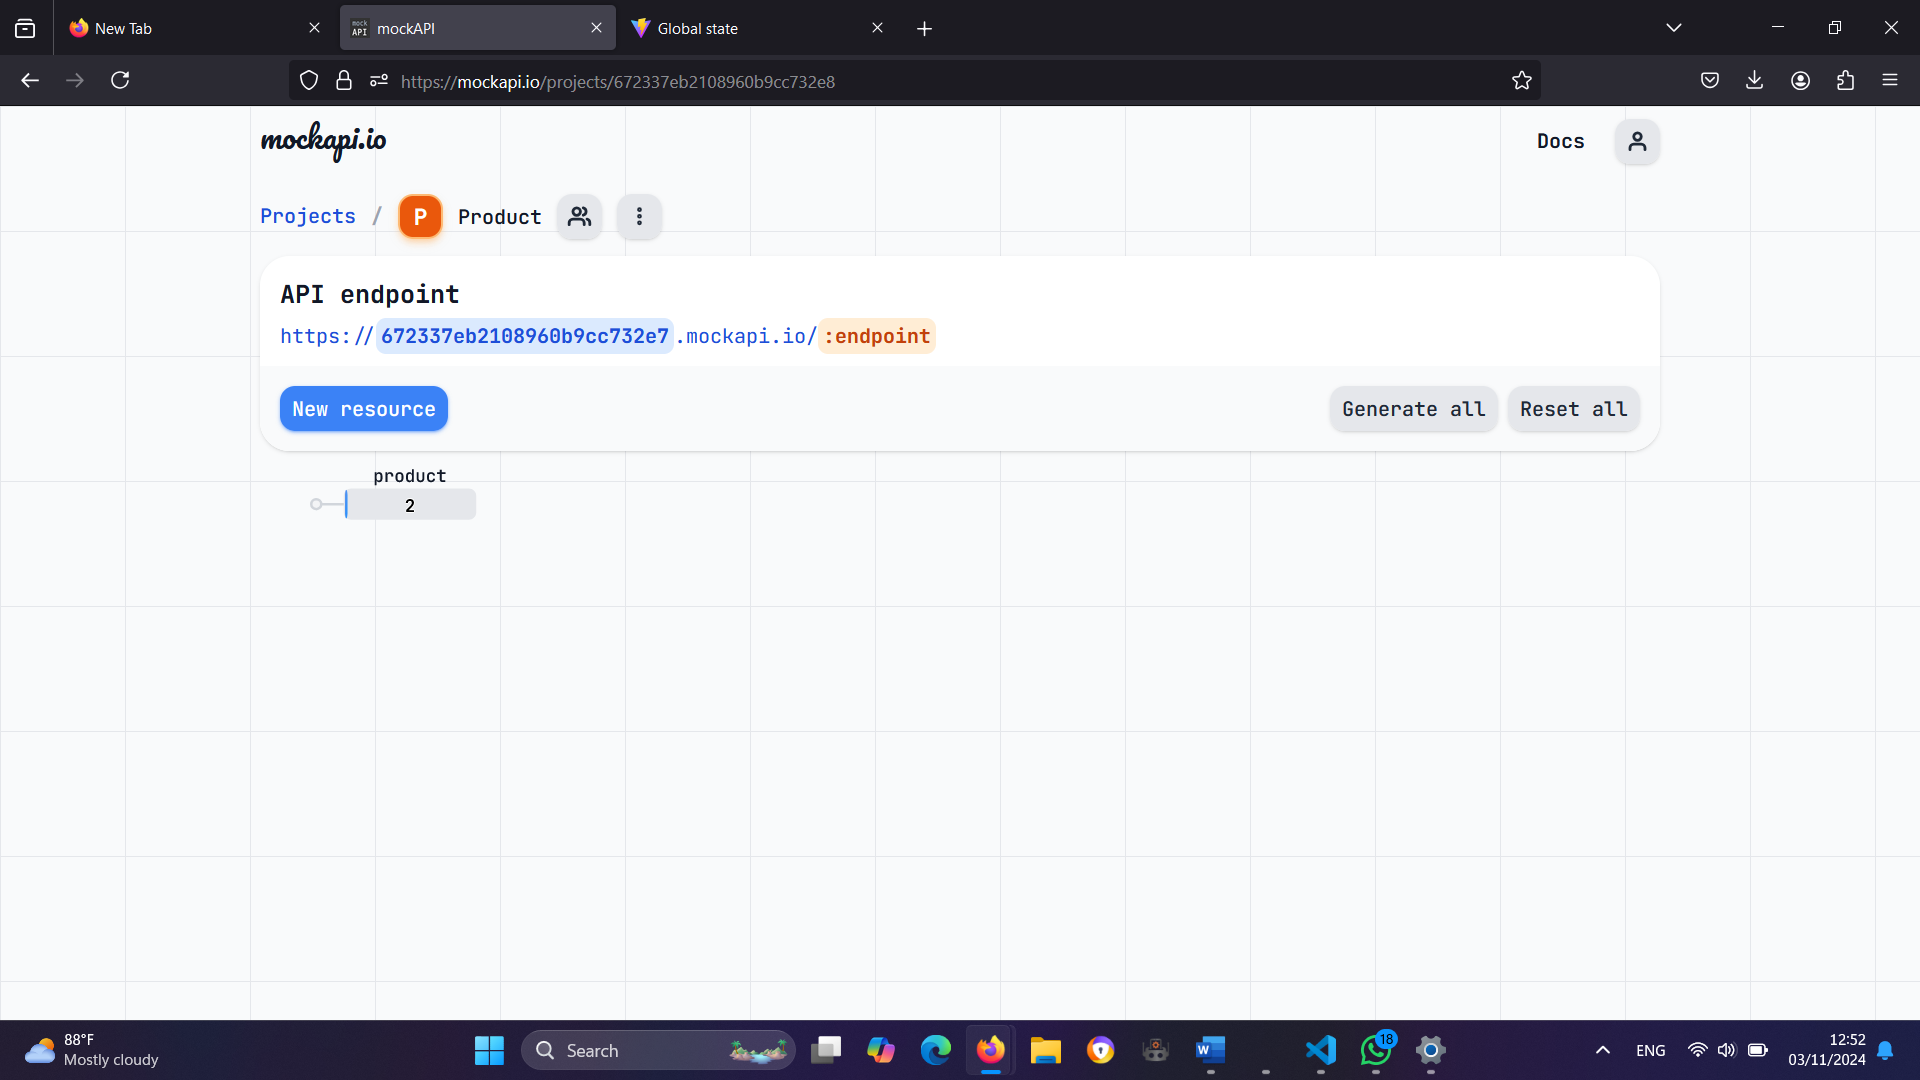 New Tab
mock API mockAPI
Global state
https://mockapi.io/projects/672337eb2108960b9cc732e8
mockapi.io
Docs
Projects / P Product
API endpoint
https://672337eb2108960b9cc732e7.mockapi.io/:endpoint
New resource
Generate all
Reset all
product
2
88°F
Mostly cloudy
Search
W
18
ENG
12:52
03/11/2024